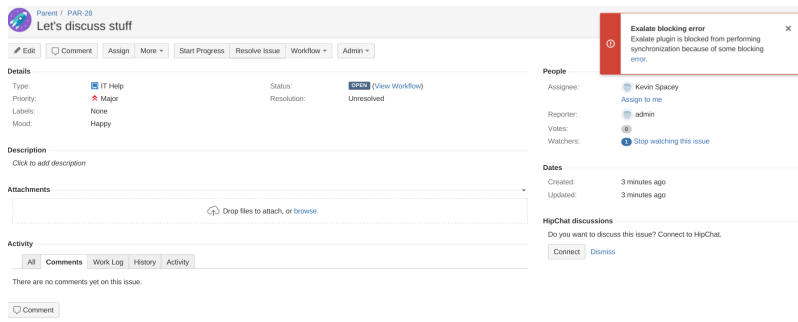 Parent / PAR-28
Let's discuss stuff
Edit Comment Assign More Start Progress Resolve Issue Workflow Admin
Exalate blocking error
Exalate plugin is blocked from performing
synchronization because of some blocking
error.
Details
Type: IT Help Status: OPEN (View Workflow)
Priority: Major Resolution: Unresolved
Labels: None
Mood: Happy
Description
Click to add description
Attachments
Drop files to attach, or browse.
Activity
All Comments Work Log History Activity
There are no comments yet on this issue.
Comment
People
Assignee: Kevin Spacey
Assign to me
Reporter: admin
Votes: 0
Watchers: 1 Stop watching this issue
Dates
Created: 3 minutes ago
Updated: 3 minutes ago
HipChat discussions
Do you want to discuss this issue? Connect to HipChat.
Connect Dismiss